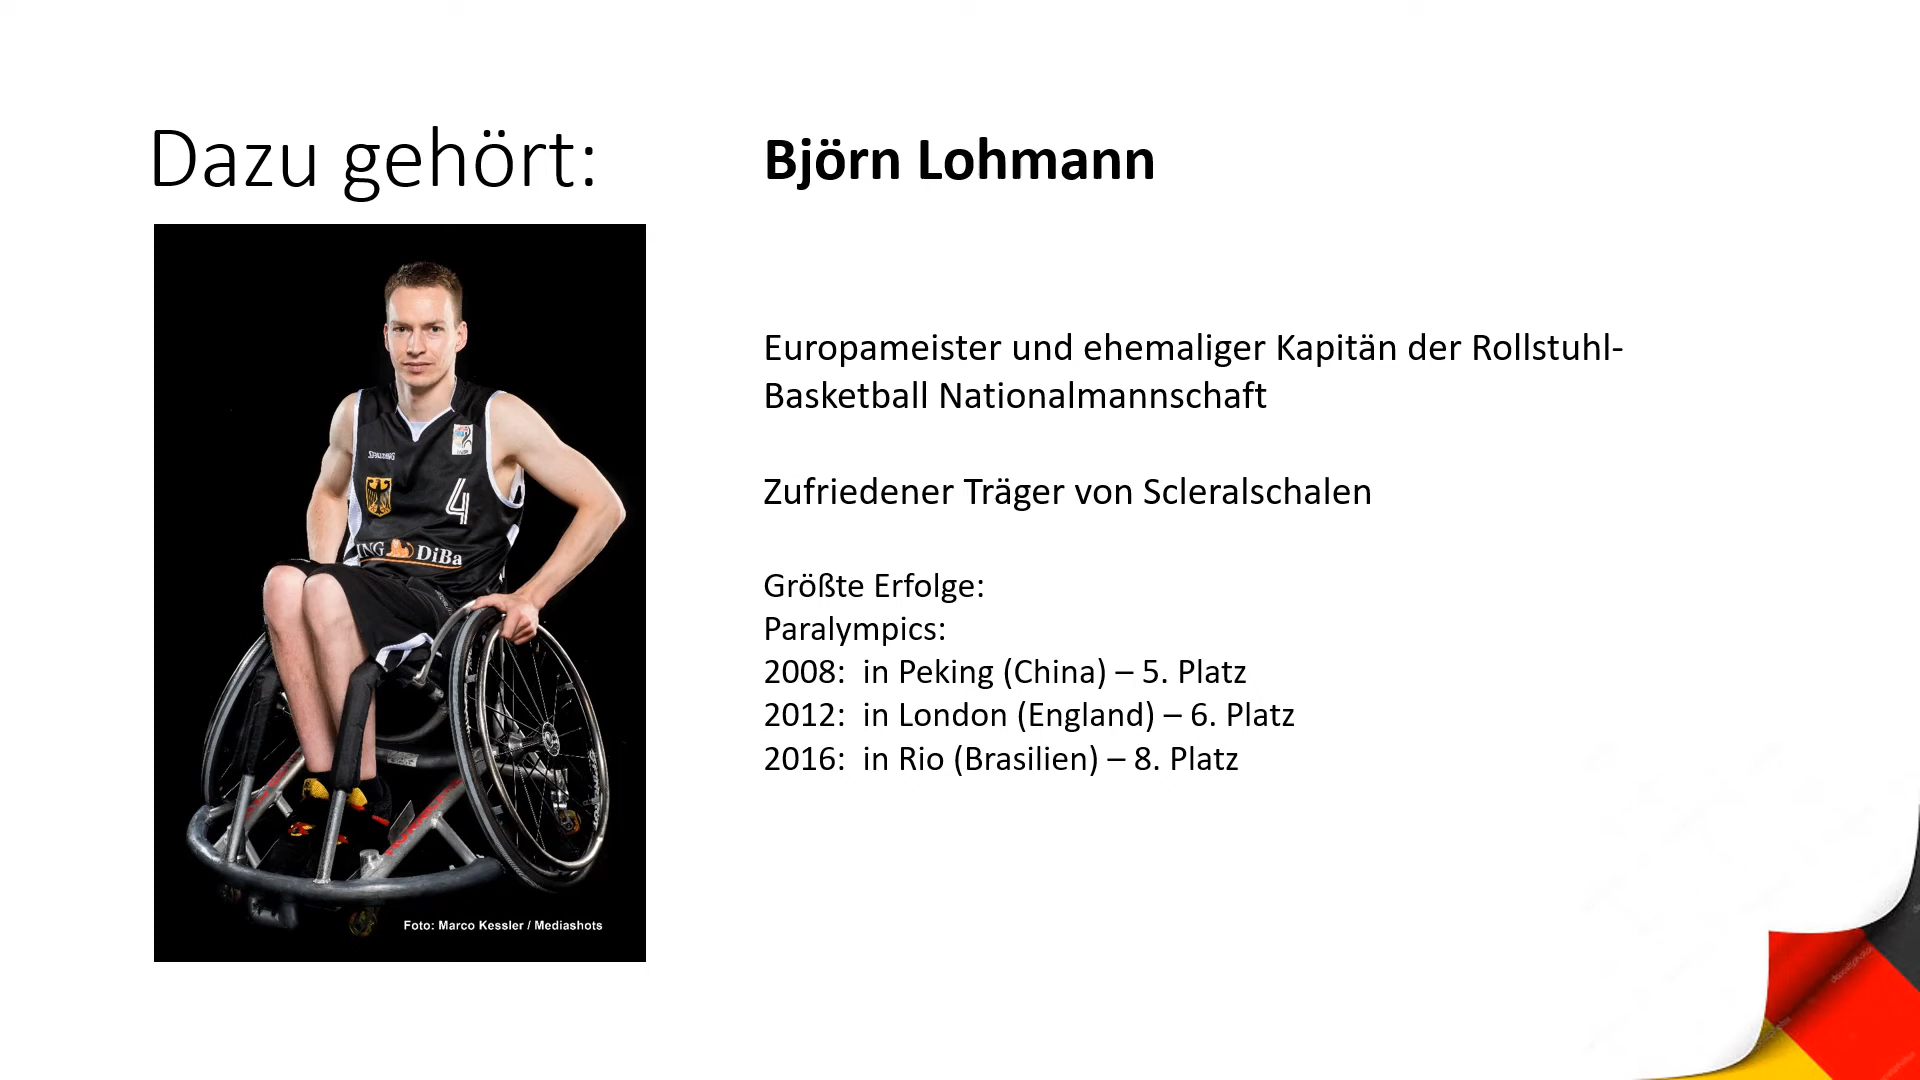 Dazu gehört:
Björn Lohmann
Europameister und ehemaliger Kapitän der Rollstuhl-
Basketball Nationalmannschaft
Zufriedener Träger von Scleralschalen
Größte Erfolge:
Paralympics:
2008:  in Peking (China) – 5. Platz
2012:  in London (England) – 6. Platz
2016:  in Rio (Brasilien) – 8. Platz
SPALDING
4
ING DiBa
Foto: Marco Kessler / Mediashots